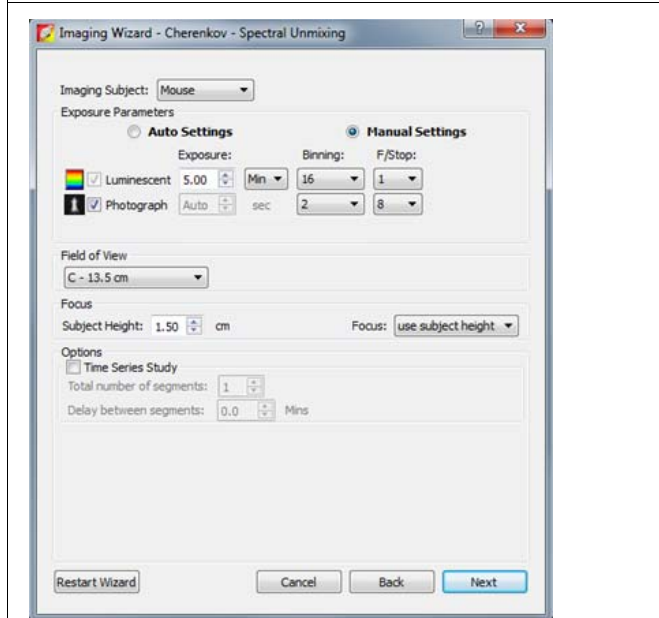 Imaging Wizard - Cherenkov - Spectral Unmixing
Imaging Subject: Mouse
Exposure Parameters
Auto Settings Manual Settings
Exposure: Binning: F/Stop:
Luminescent 5.00 Min 16 1
Photograph Auto sec 2 8
Field of View
C - 13.5 cm
Focus
Subject Height: 1.50 cm Focus: use subject height
Options
Time Series Study
Total number of segments: 1
Delay between segments: 0.0 Mins
Restart Wizard Cancel Back Next